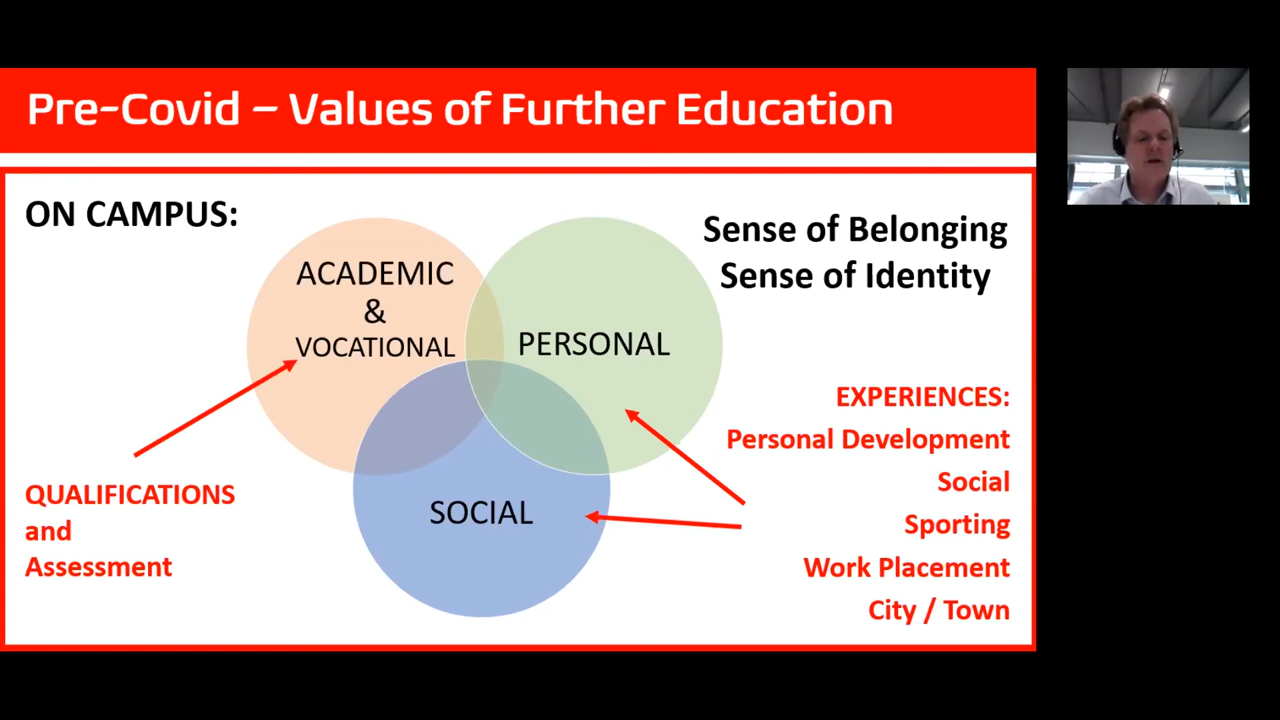 Pre-Covid – Values of Further Education
ON CAMPUS:
Sense of Belonging
Sense of Identity
ACADEMIC
&
VOCATIONAL
PERSONAL
SOCIAL
QUALIFICATIONS
and
Assessment
EXPERIENCES:
Personal Development
Social
Sporting
Work Placement
City / Town